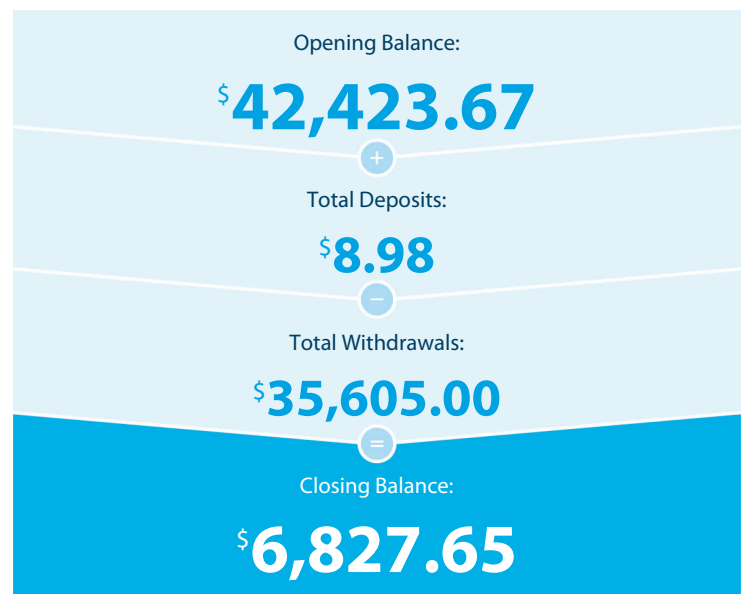 Opening Balance:
$42,423.67
+
Total Deposits:
$8.98
−
Total Withdrawals:
$35,605.00
=
Closing Balance:
$6,827.65